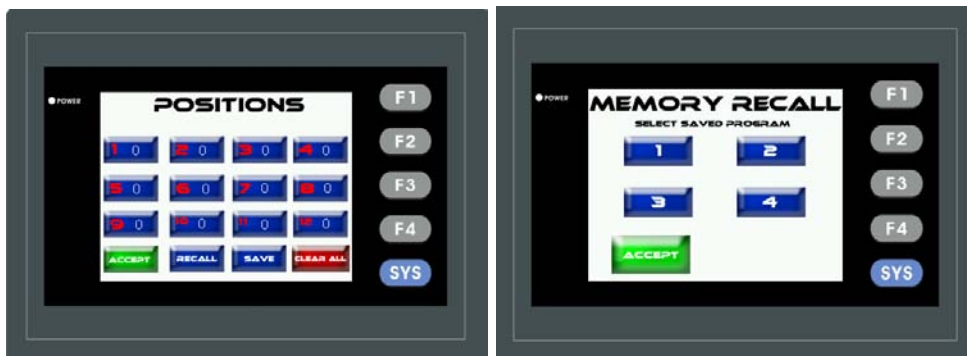 POWER
POSITIONS
1 0 2 0 3 0 4 0
5 0 6 0 7 0 8 0
9 0 10 0 11 0 12 0
ACCEPT RECALL SAVE CLEAR ALL
F1
F2
F3
F4
SYS
POWER
MEMORY RECALL
SELECT SAVED PROGRAM
1 2
3 4
ACCEPT
F1
F2
F3
F4
SYS